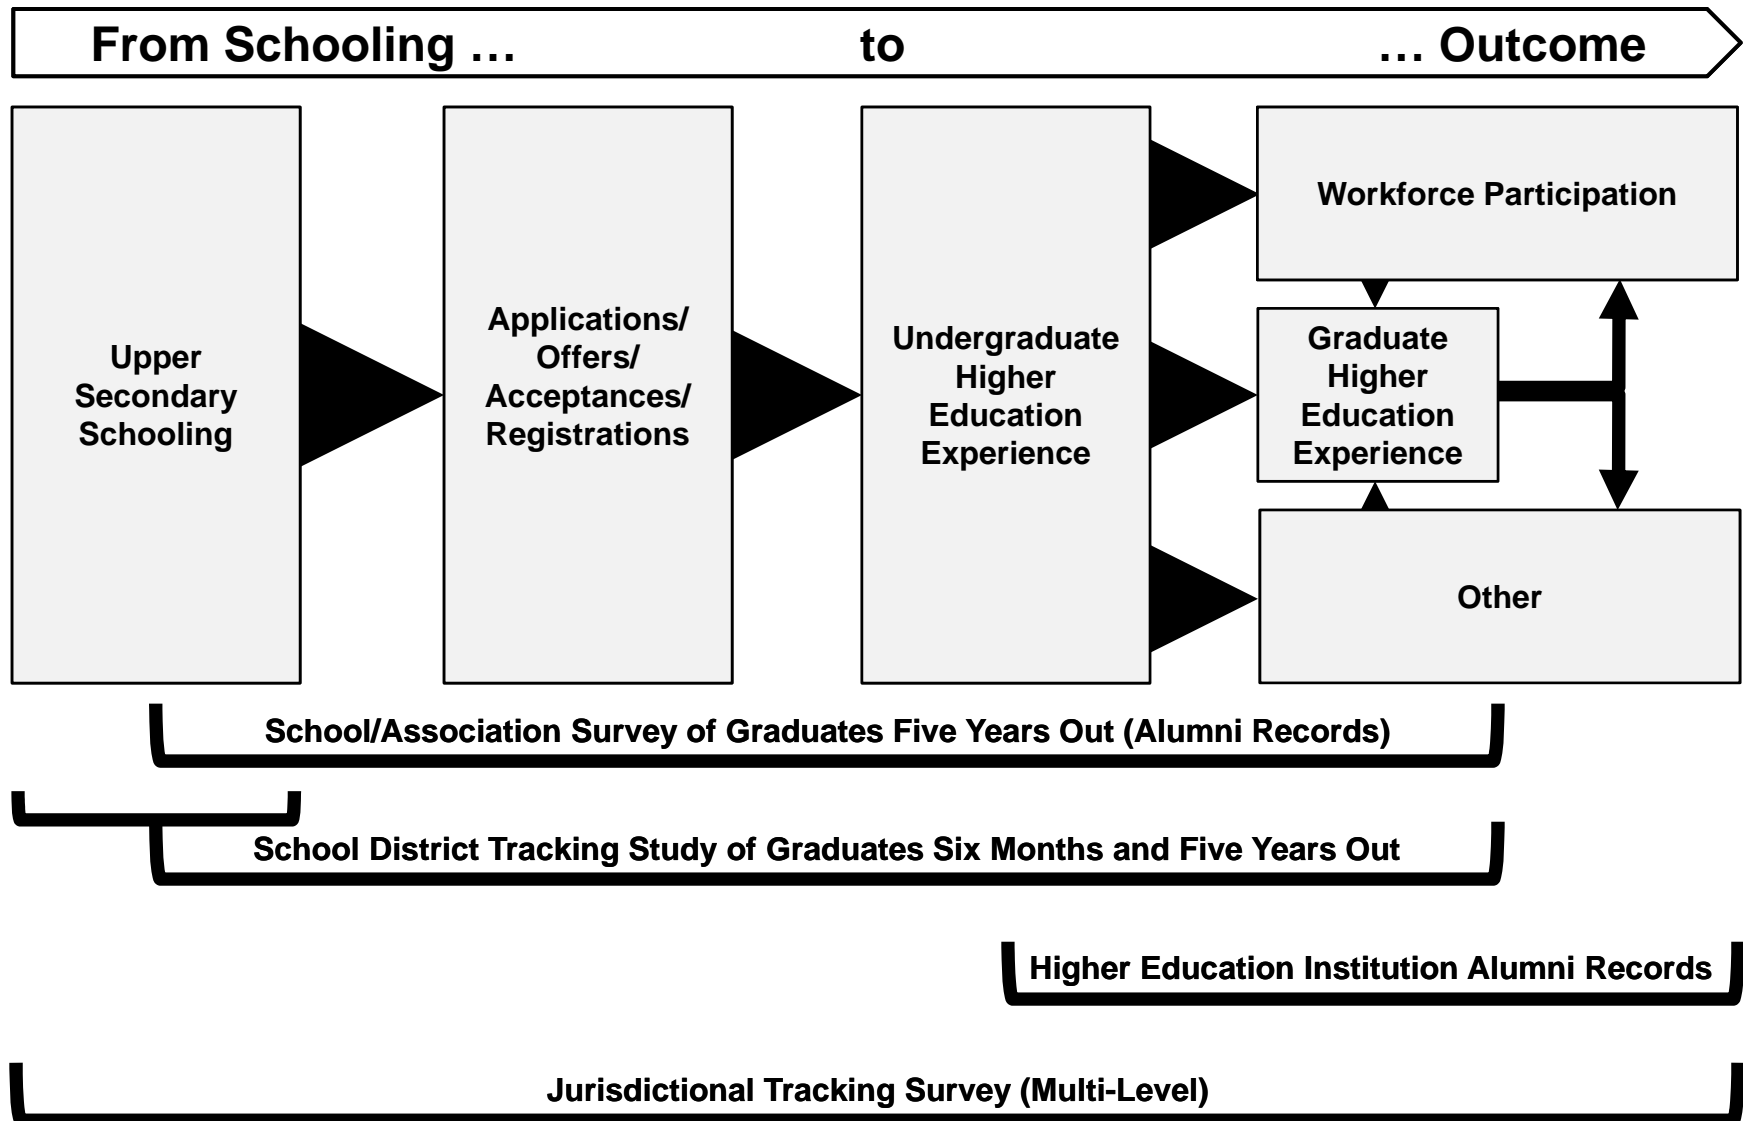 From Schooling … to … Outcome
Upper
Secondary
Schooling
Applications/
Offers/
Acceptances/
Registrations
Undergraduate
Higher
Education
Experience
Workforce Participation
Graduate
Higher
Education
Experience
Other
School/Association Survey of Graduates Five Years Out (Alumni Records)
School District Tracking Study of Graduates Six Months and Five Years Out
Higher Education Institution Alumni Records
Jurisdictional Tracking Survey (Multi-Level)